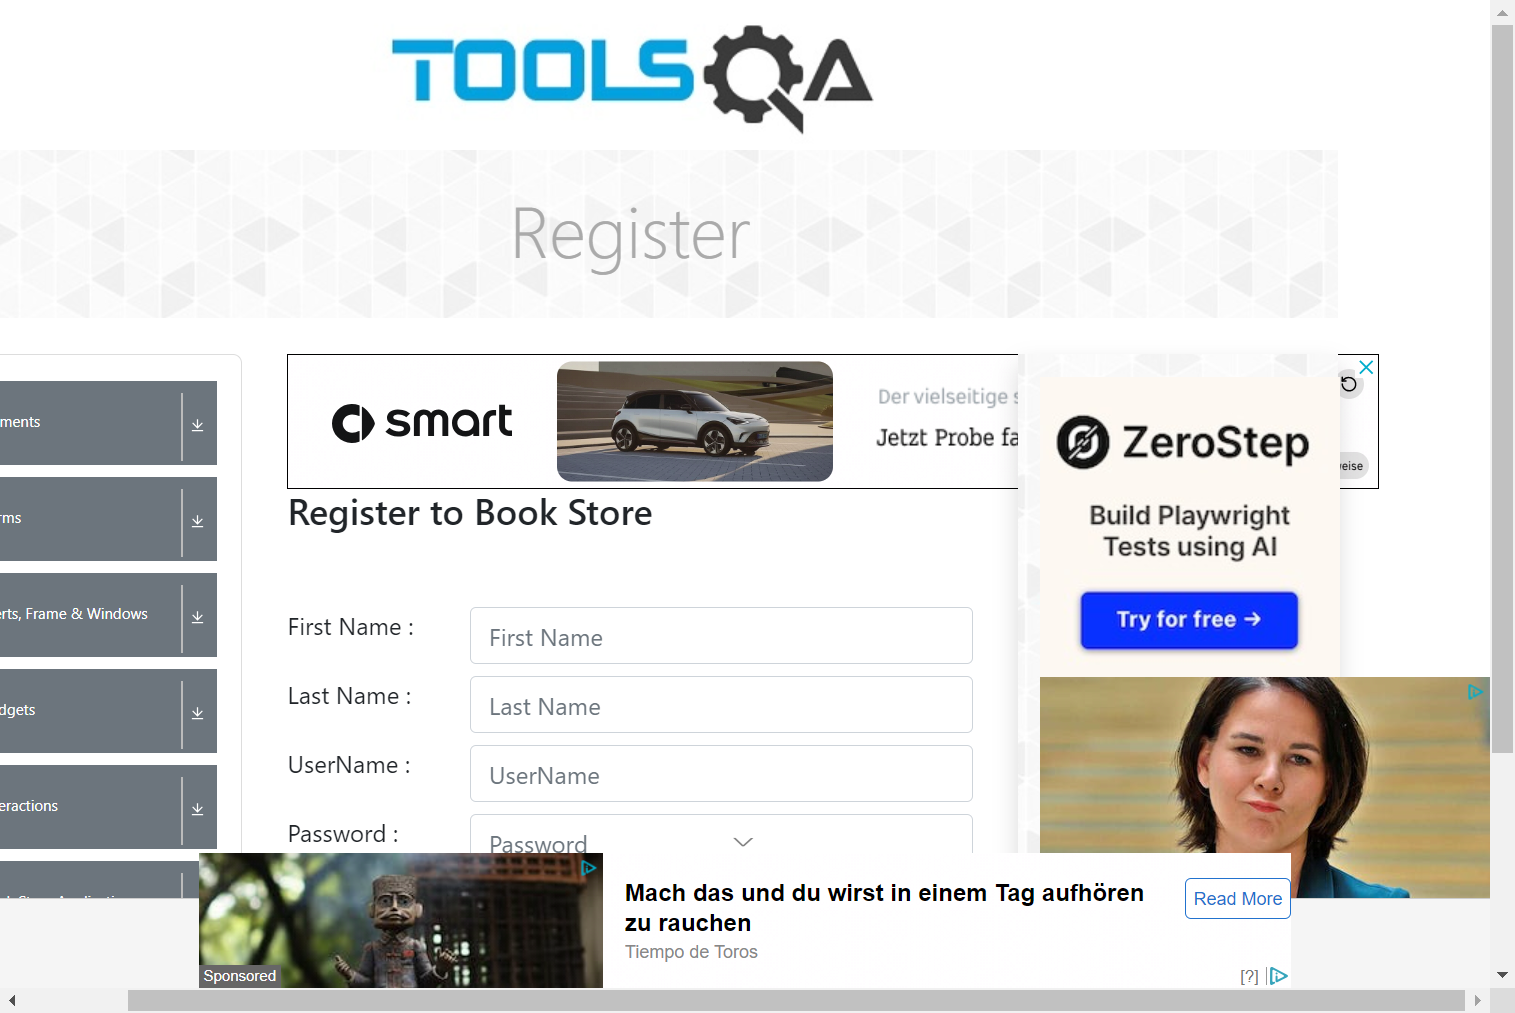 TOOLSQA
Register
ments
smart
Der vielseitige s
Jetzt Probe fa
eise
ZeroStep
Build Playwright
Tests using AI
Try for free →
rms
erts, Frame & Windows
dgets
eractions
Register to Book Store
First Name :
First Name
Last Name :
Last Name
UserName :
UserName
Password :
Password
Mach das und du wirst in einem Tag aufhören
zu rauchen
Tiempo de Toros
Read More
Sponsored
[?]